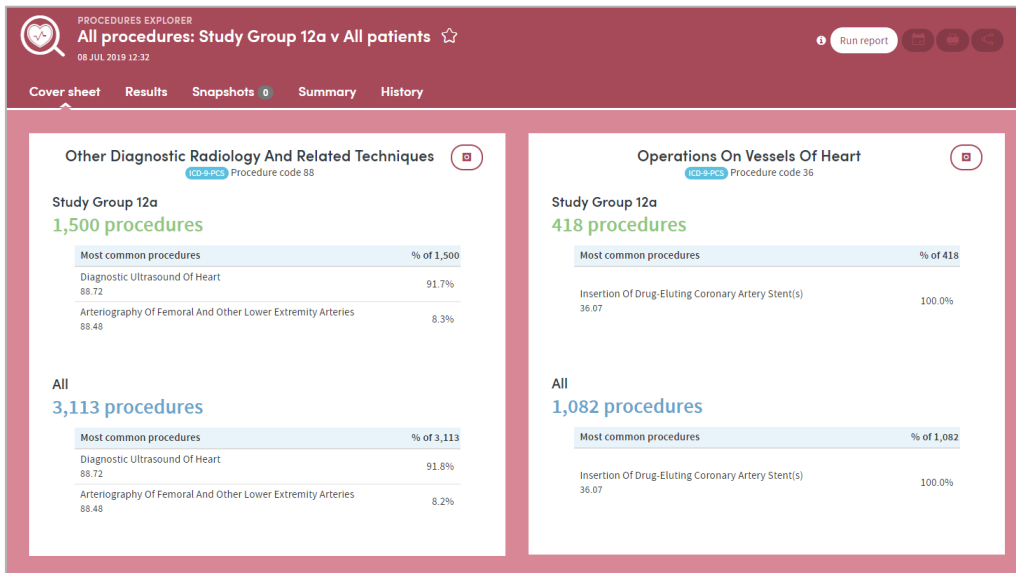 PROCEDURES EXPLORER
All procedures: Study Group 12a v All patients
08 JUL 2019 12:32
Run report
Cover sheet Results Snapshots 0 Summary History
Other Diagnostic Radiology And Related Techniques
ICD-9-PCS Procedure code 88
Study Group 12a
1,500 procedures
Most common procedures % of 1,500
Diagnostic Ultrasound Of Heart
88.72
91.7%
Arteriography Of Femoral And Other Lower Extremity Arteries
88.48
8.3%
All
3,113 procedures
Most common procedures % of 3,113
Diagnostic Ultrasound Of Heart
88.72
91.8%
Arteriography Of Femoral And Other Lower Extremity Arteries
88.48
8.2%
Operations On Vessels Of Heart
ICD-9-PCS Procedure code 36
Study Group 12a
418 procedures
Most common procedures % of 418
Insertion Of Drug-Eluting Coronary Artery Stent(s)
36.07
100.0%
All
1,082 procedures
Most common procedures % of 1,082
Insertion Of Drug-Eluting Coronary Artery Stent(s)
36.07
100.0%